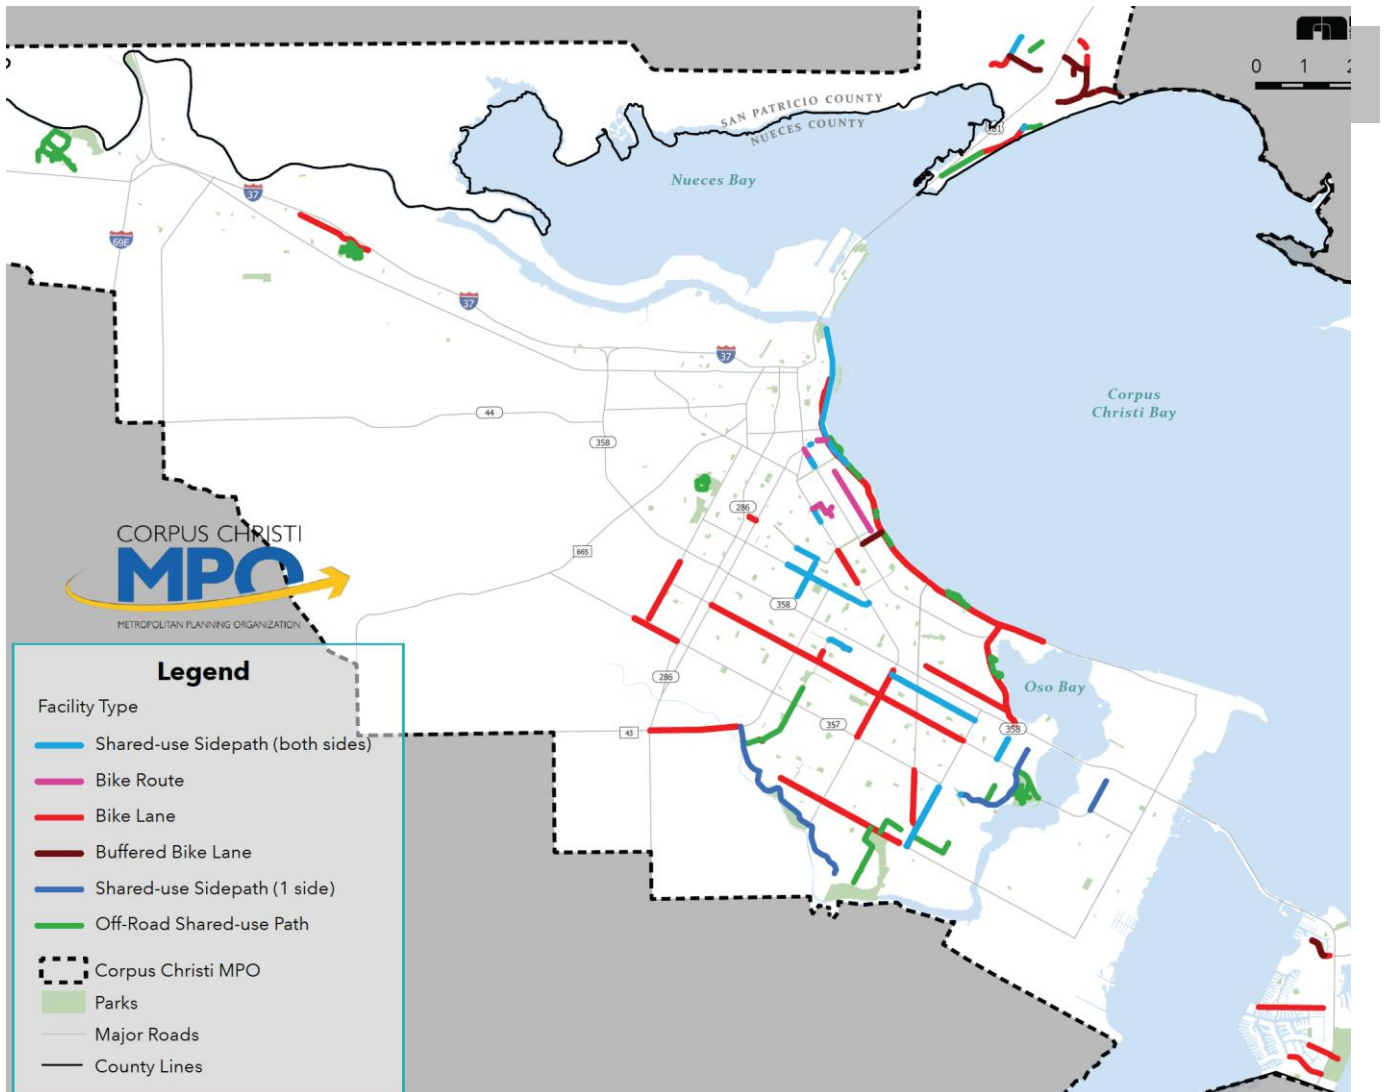 0 1 2
SAN PATRICIO COUNTY
NUECES COUNTY
181
Nueces Bay
37
69E
37
37
Corpus
Christi Bay
44
358
286
665
CORPUS CHRISTI
MPO
METROPOLITAN PLANNING ORGANIZATION
358
286
Oso Bay
357
358
43
Legend
Facility Type
Shared-use Sidepath (both sides)
Bike Route
Bike Lane
Buffered Bike Lane
Shared-use Sidepath (1 side)
Off-Road Shared-use Path
Corpus Christi MPO
Parks
Major Roads
County Lines